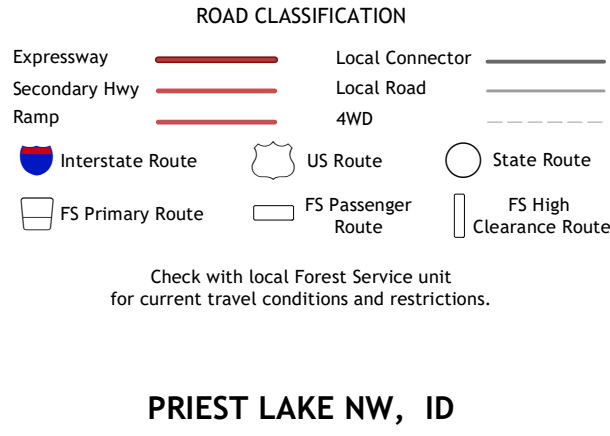 ROAD CLASSIFICATION
Expressway
Local Connector
Secondary Hwy
Local Road
Ramp
4WD
Interstate Route
US Route
State Route
FS Primary Route
FS Passenger
Route
FS High
Clearance Route
Check with local Forest Service unit
for current travel conditions and restrictions.
PRIEST LAKE NW, ID